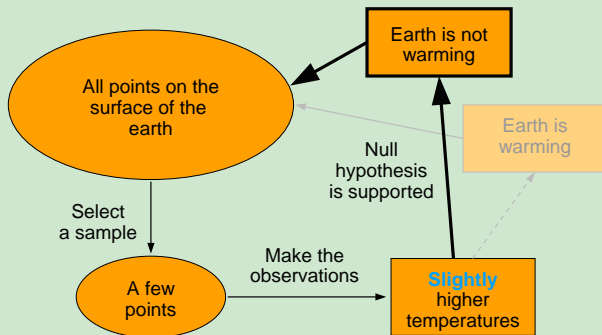 Earth is not
warming
All points on the
surface of the
earth
Earth is
warming
Null
hypothesis
is supported
Select
a sample
Make the
observations
A few
points
Slightly
higher
temperatures